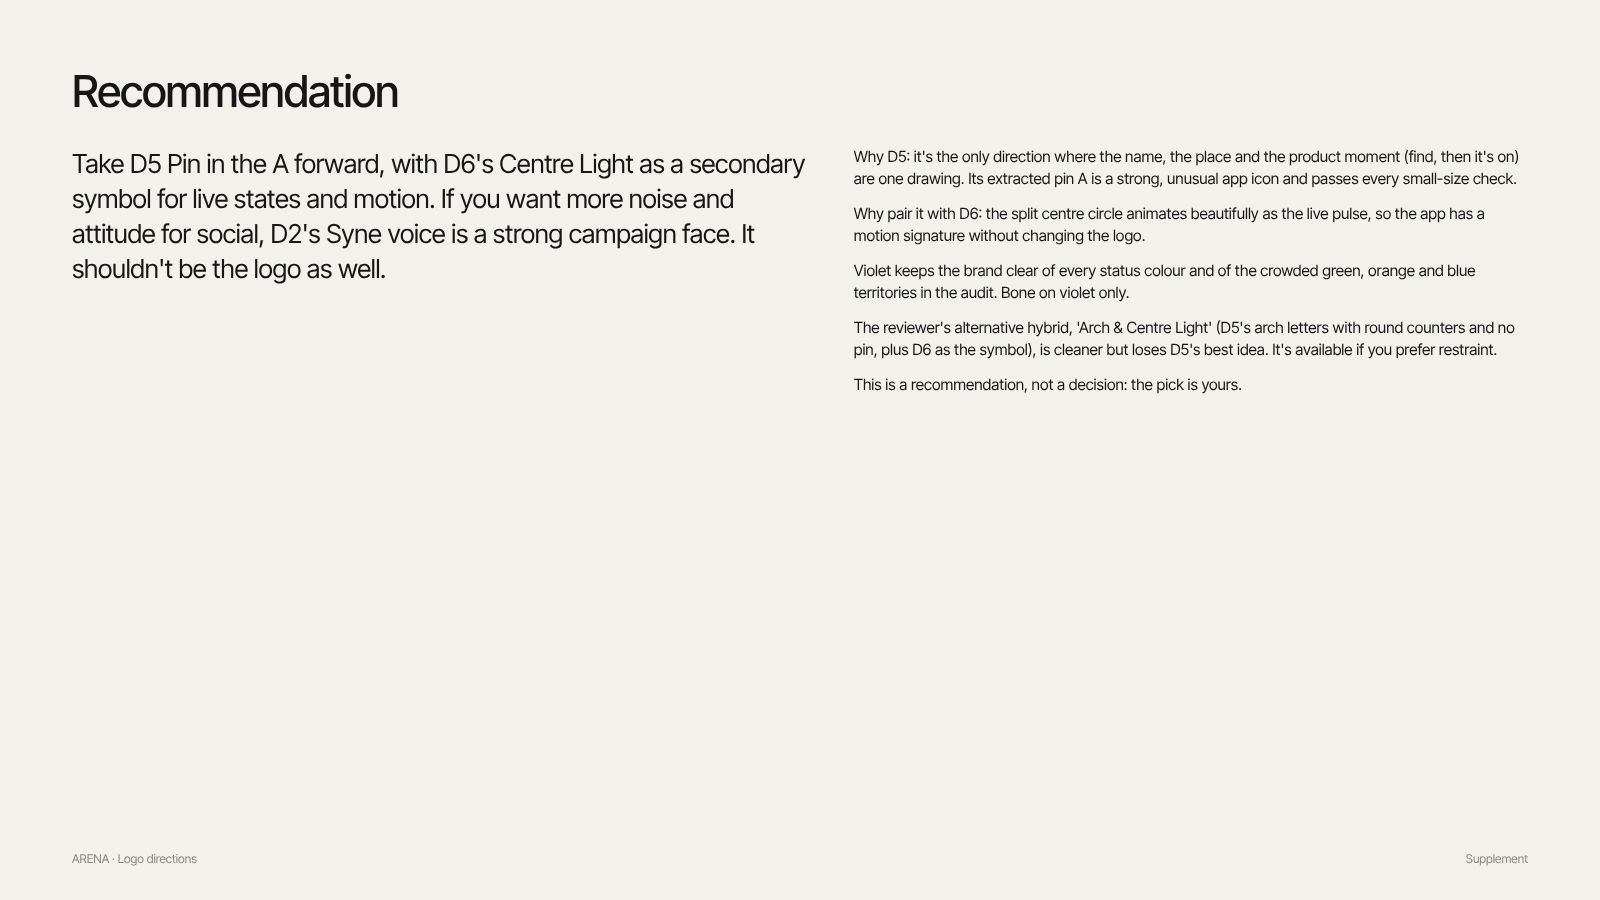 Recommendation
Take D5 Pin in the A forward, with D6's Centre Light as a secondary
symbol for live states and motion. If you want more noise and
attitude for social, D2's Syne voice is a strong campaign face. It
shouldn't be the logo as well.
Why D5: it's the only direction where the name, the place and the product moment (find, then it's on)
are one drawing. Its extracted pin A is a strong, unusual app icon and passes every small-size check.
Why pair it with D6: the split centre circle animates beautifully as the live pulse, so the app has a
motion signature without changing the logo.
Violet keeps the brand clear of every status colour and of the crowded green, orange and blue
territories in the audit. Bone on violet only.
The reviewer's alternative hybrid, 'Arch & Centre Light' (D5's arch letters with round counters and no
pin, plus D6 as the symbol), is cleaner but loses D5's best idea. It's available if you prefer restraint.
This is a recommendation, not a decision: the pick is yours.
ARENA · Logo directions
Supplement